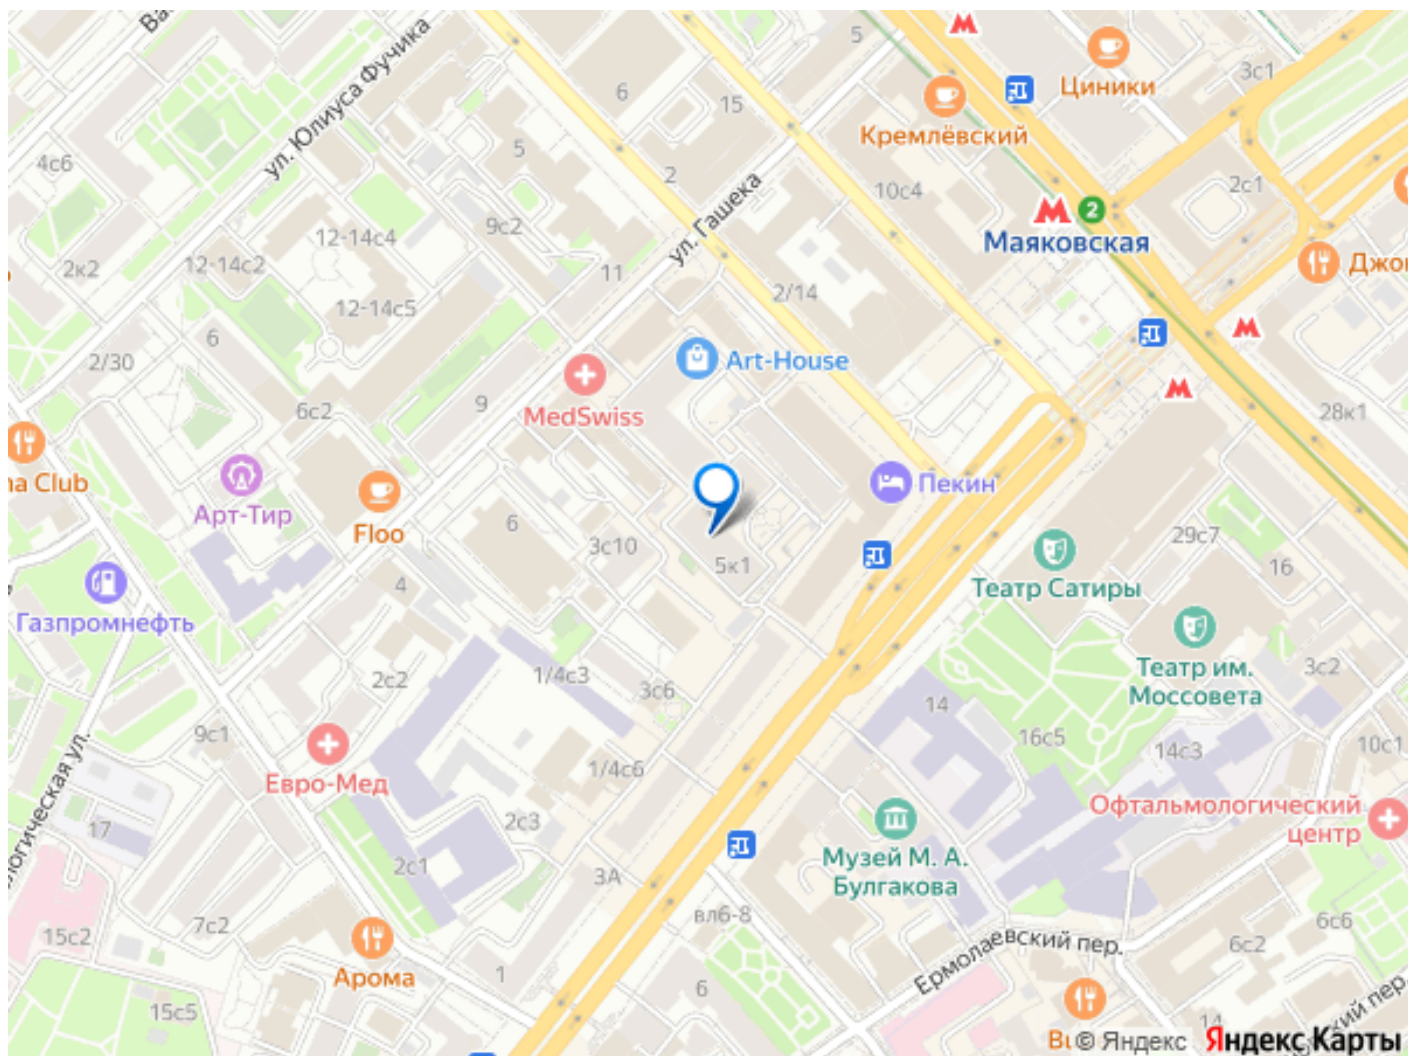 ул. Юлиуса Фучика
5
3с1
Циники
6
15
Кремлёвский
4с6
5
2
10с4
2с1
ул. Гашека
2
Маяковская
9с2
12-14с4
2к2
12-14с2
11
2/14
12-14с5
6
2/30
Art-House
MedSwiss
6с2
9
28к1
Пекин
Арт-Тир
Floo
6
3с10
5к1
29с7
16
Театр Сатиры
4
Газпромнефть
2с2
1/4с3
3с6
14
Театр им.
Моссовета
3с2
9с1
16с5
14с3
10с1
Евро-Мед
1/4с6
Офтальмологический
центр
17
2с3
2с1
3А
Музей М. А.
Булгакова
7с2
вл6-8
15с2
6с6
6с2
Ермолаевский пер.
Арома
1
6
15с5
14
© Яндекс
Яндекс Карты